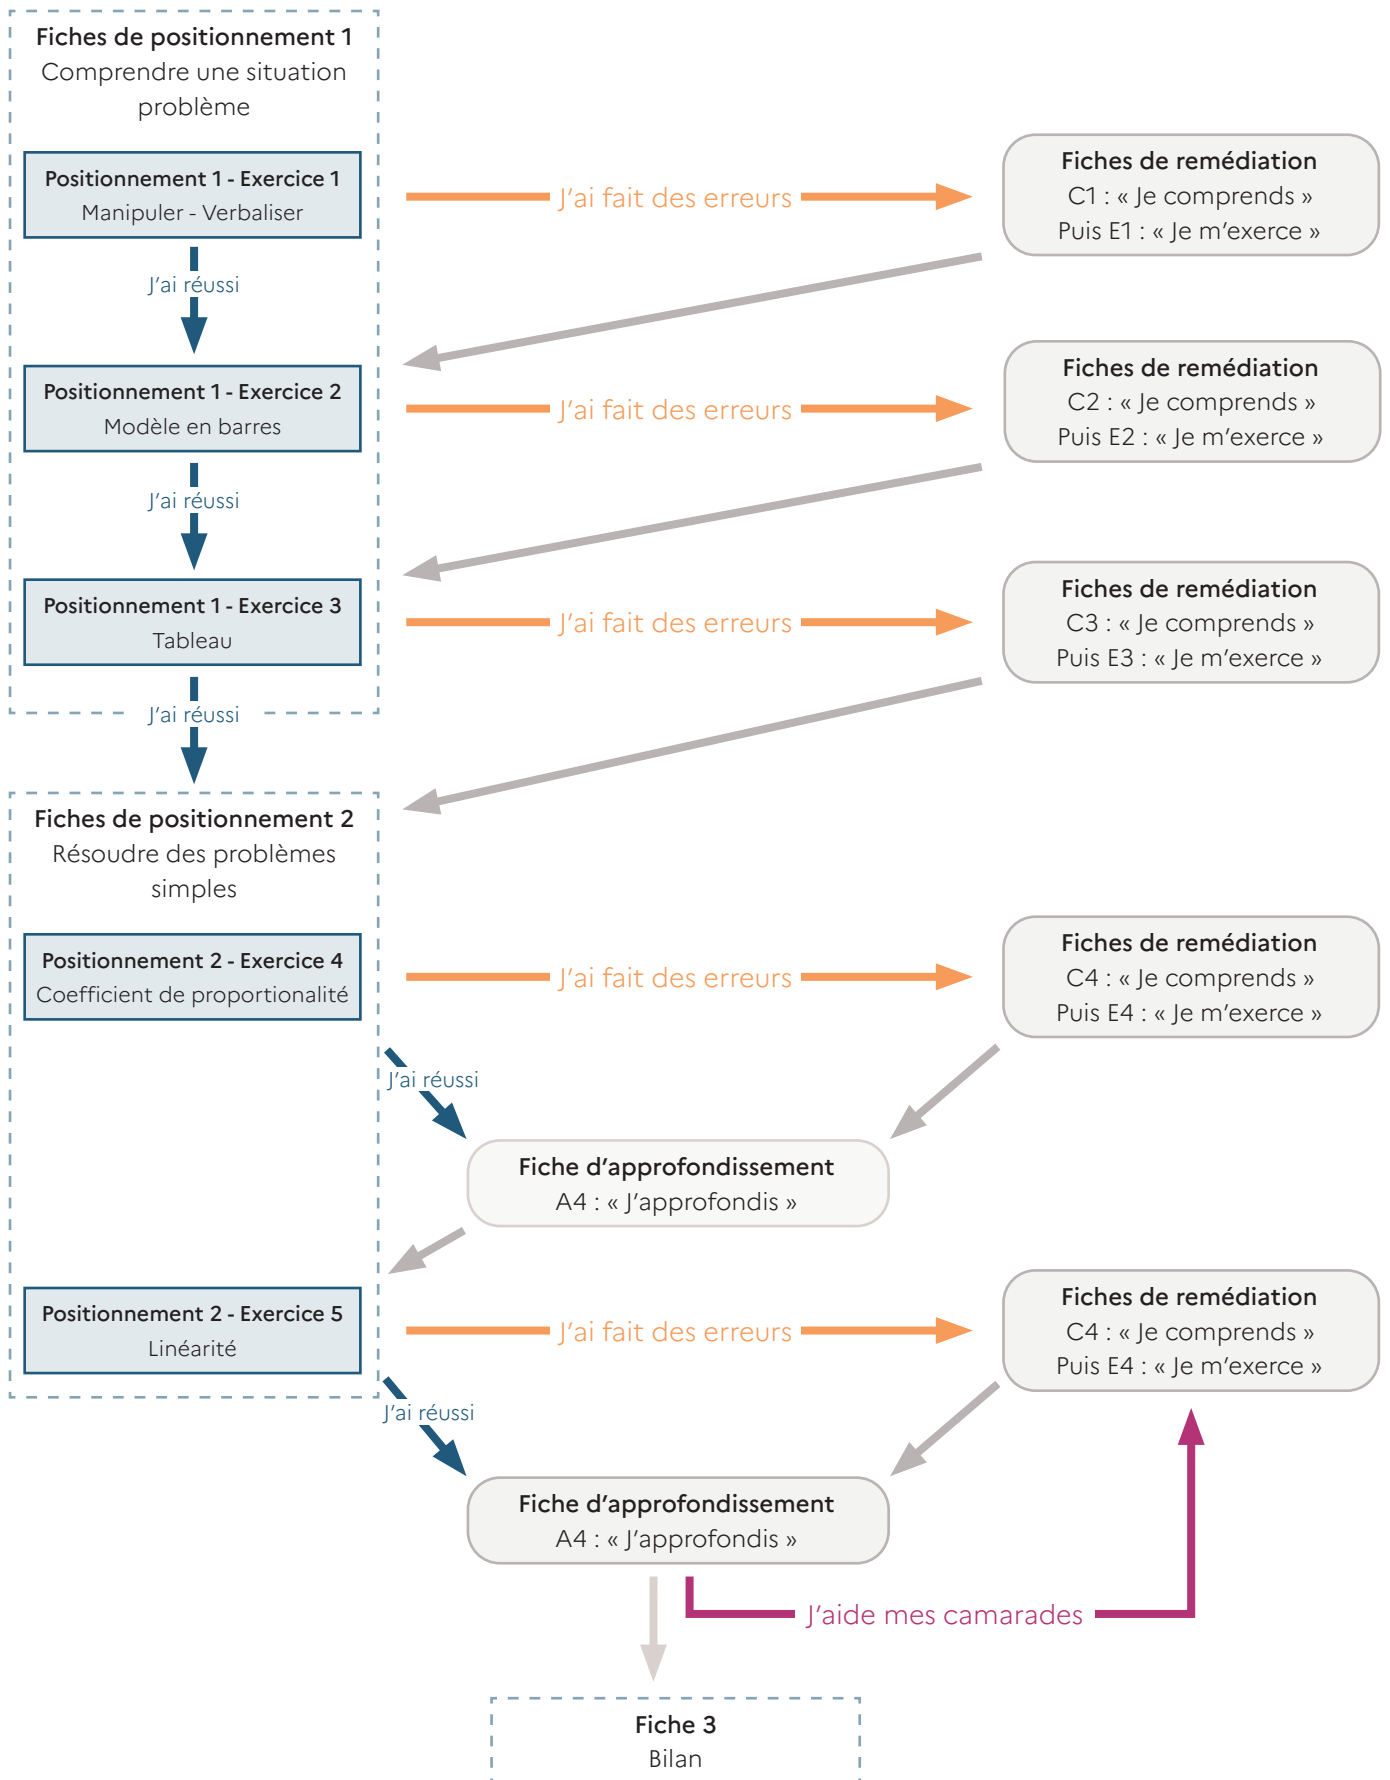 Fiches de positionnement 1
Comprendre une situation
problème
Positionnement 1 - Exercice 1
Manipuler - Verbaliser
J'ai fait des erreurs
Fiches de remédiation
C1 : « Je comprends »
Puis E1 : « Je m'exerce »
J'ai réussi
Positionnement 1 - Exercice 2
Modèle en barres
J'ai fait des erreurs
Fiches de remédiation
C2 : « Je comprends »
Puis E2 : « Je m'exerce »
J'ai réussi
Positionnement 1 - Exercice 3
Tableau
J'ai fait des erreurs
Fiches de remédiation
C3 : « Je comprends »
Puis E3 : « Je m'exerce »
J'ai réussi
Fiches de positionnement 2
Résoudre des problèmes
simples
Positionnement 2 - Exercice 4
Coefficient de proportionalité
J'ai fait des erreurs
Fiches de remédiation
C4 : « Je comprends »
Puis E4 : « Je m'exerce »
J'ai réussi
Fiche d'approfondissement
A4 : « J'approfondis »
Positionnement 2 - Exercice 5
Linéarité
J'ai fait des erreurs
Fiches de remédiation
C4 : « Je comprends »
Puis E4 : « Je m'exerce »
J'ai réussi
Fiche d'approfondissement
A4 : « J'approfondis »
J'aide mes camarades
Fiche 3
Bilan